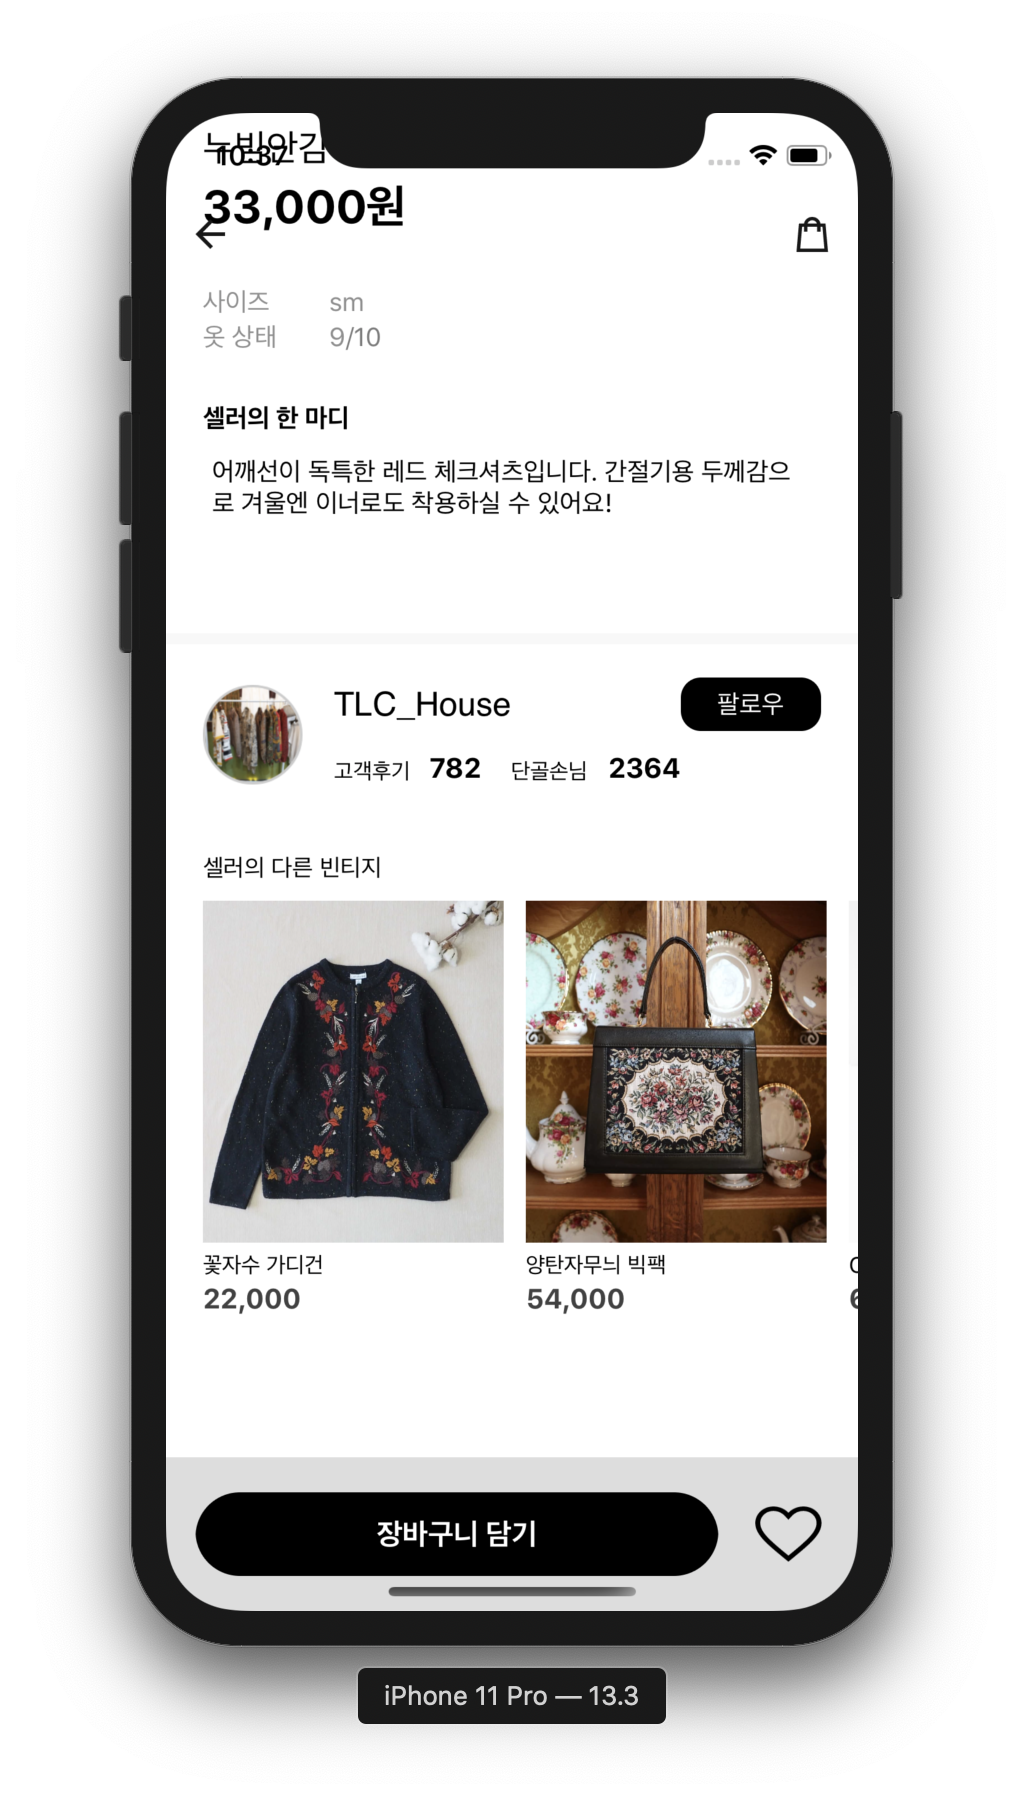 10:37
33,000원
사이즈 sm
옷 상태 9/10
셀러의 한 마디
어깨선이 독특한 레드 체크셔츠입니다. 간절기용 두께감으
로 겨울엔 이너로도 착용하실 수 있어요!
TLC_House
팔로우
고객후기 782 단골손님 2364
셀러의 다른 빈티지
꽃자수 가디건
22,000
양탄자무늬 빅팩
54,000
장바구니 담기
iPhone 11 Pro — 13.3